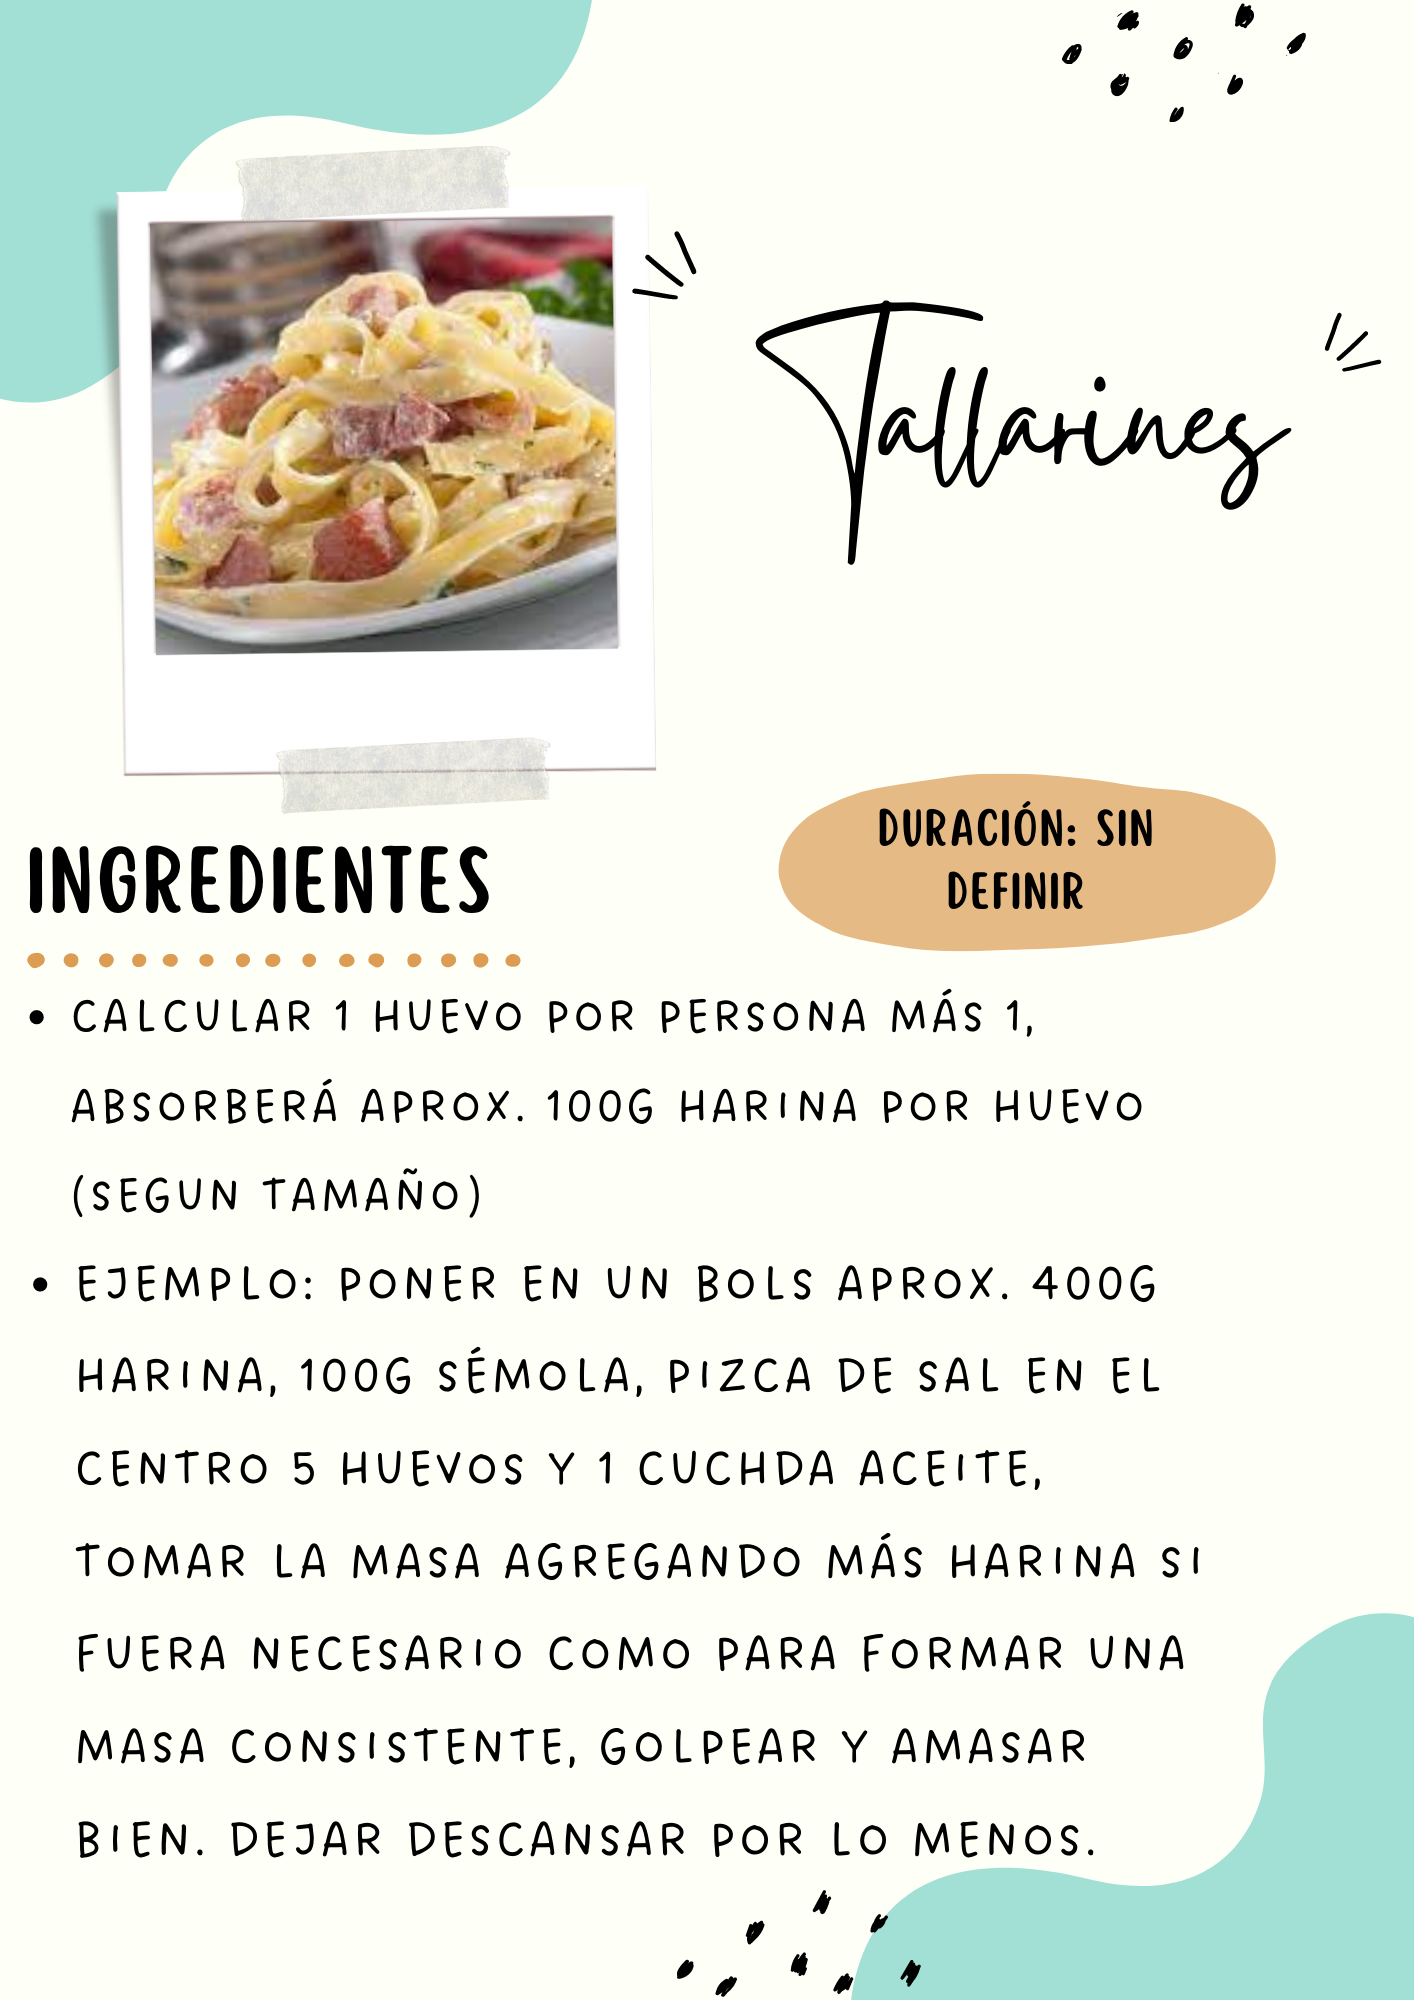 Tallarines
DURACIÓN: SIN
DEFINIR
INGREDIENTES
• CALCULAR 1 HUEVO POR PERSONA MÁS 1,
ABSORBERÁ APROX. 100G HARINA POR HUEVO
(SEGUN TAMAÑO)
• EJEMPLO: PONER EN UN BOLS APROX. 400G
HARINA, 100G SÉMOLA, PIZCA DE SAL EN EL
CENTRO 5 HUEVOS Y 1 CUCHDA ACEITE,
TOMAR LA MASA AGREGANDO MÁS HARINA SI
FUERA NECESARIO COMO PARA FORMAR UNA
MASA CONSISTENTE, GOLPEAR Y AMASAR
BIEN. DEJAR DESCANSAR POR LO MENOS.